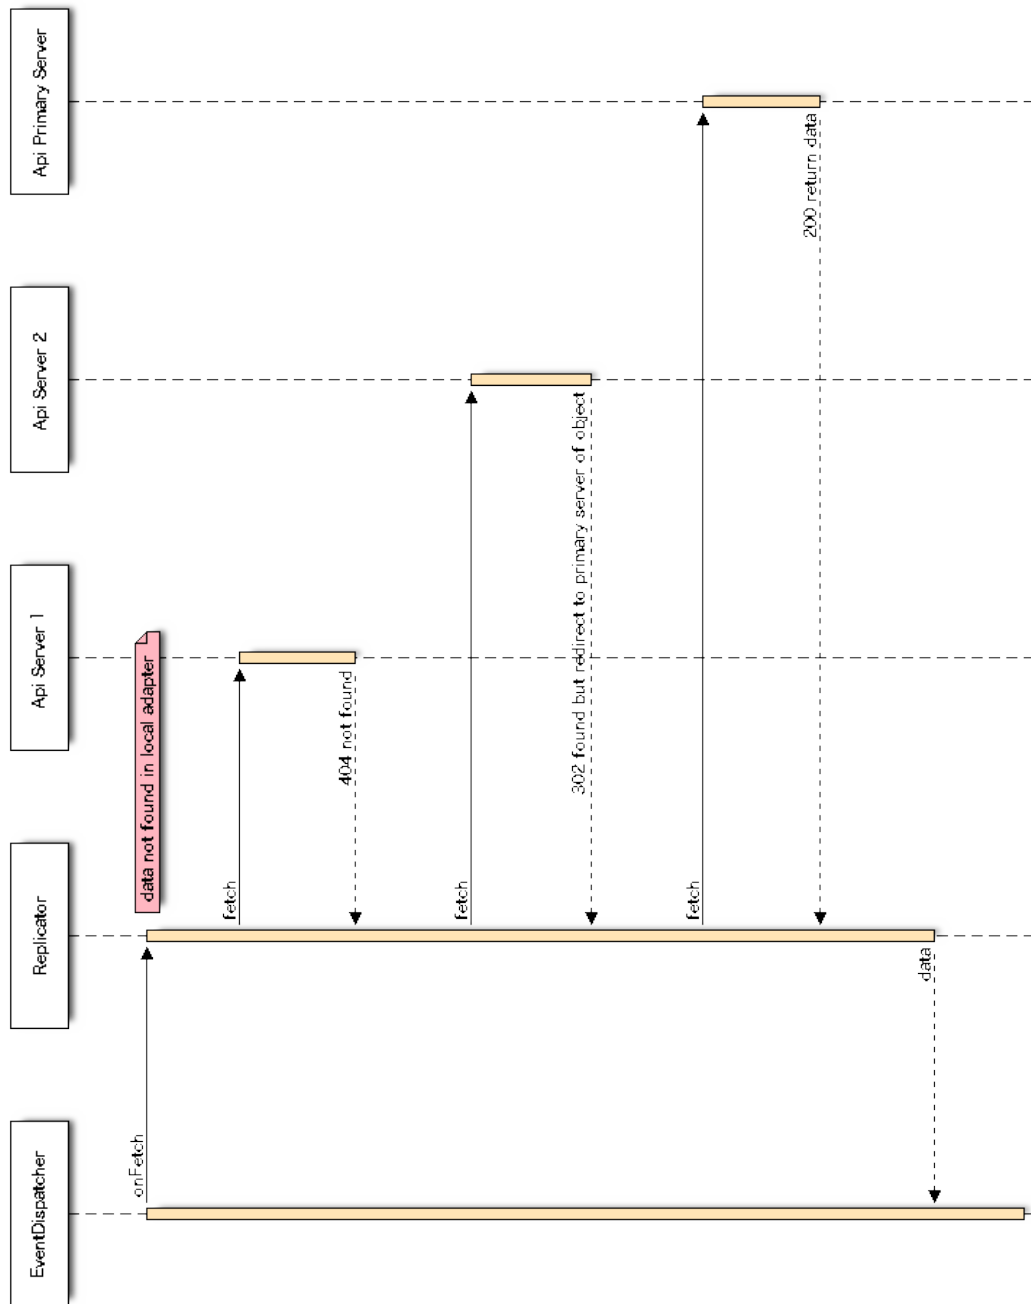 EventDispatcher
Replicator
Api Server 1
Api Server 2
Api Primary Server
onFetch
data not found in local adapter
fetch
404 not found
fetch
302 found but redirect to primary server of object
fetch
200 return data
data